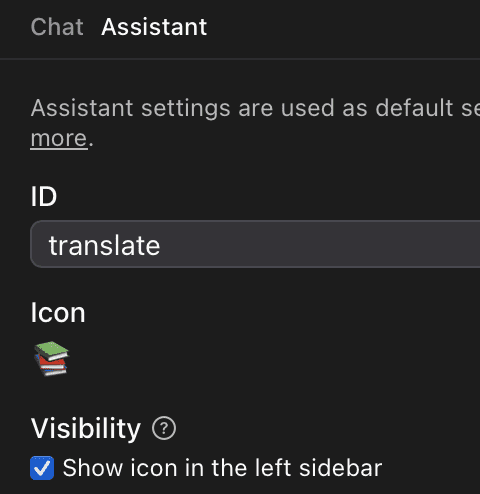 Chat Assistant
Assistant settings are used as default se
more.
ID
translate
Icon
Visibility ?
Show icon in the left sidebar